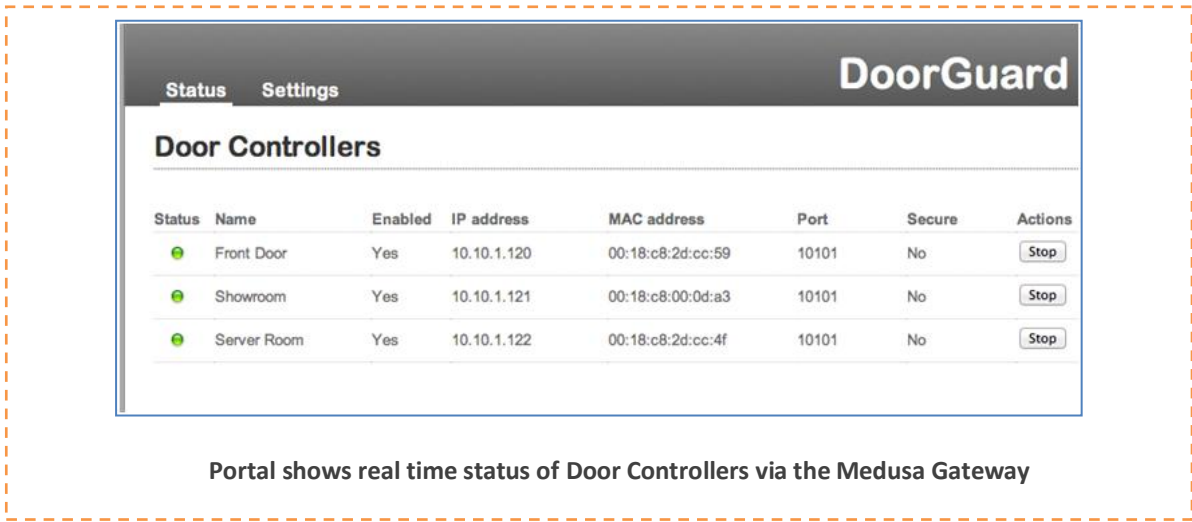 DoorGuard
Status Settings
Door Controllers
Status Name Enabled IP address MAC address Port Secure Actions
Front Door Yes 10.10.1.120 00:18:c8:2d:cc:59 10101 No Stop
Showroom Yes 10.10.1.121 00:18:c8:00:0d:a3 10101 No Stop
Server Room Yes 10.10.1.122 00:18:c8:2d:cc:4f 10101 No Stop
Portal shows real time status of Door Controllers via the Medusa Gateway